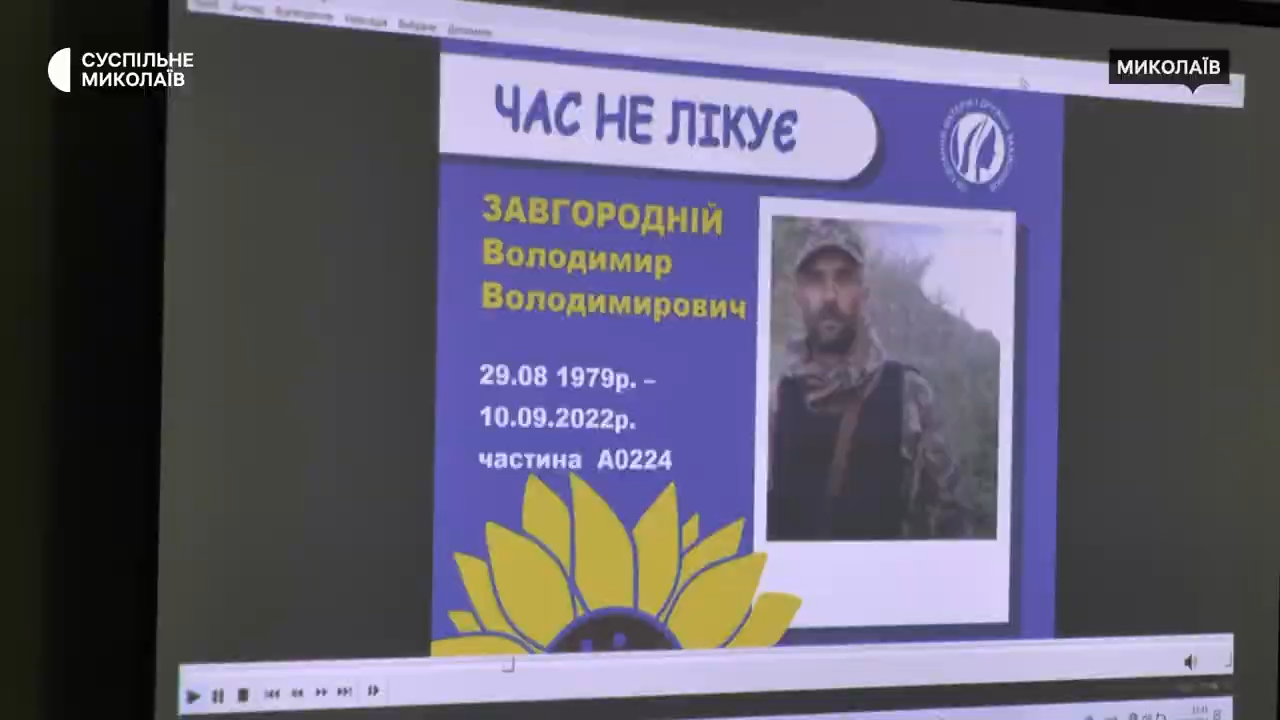 СУСПІЛЬНЕ
МИКОЛАЇВ
МИКОЛАЇВ
ЧАС НЕ ЛІКУЄ
ЗАВГОРОДНІЙ
Володимир
Володимирович
29.08 1979р. –
10.09.2022р.
частина А0224